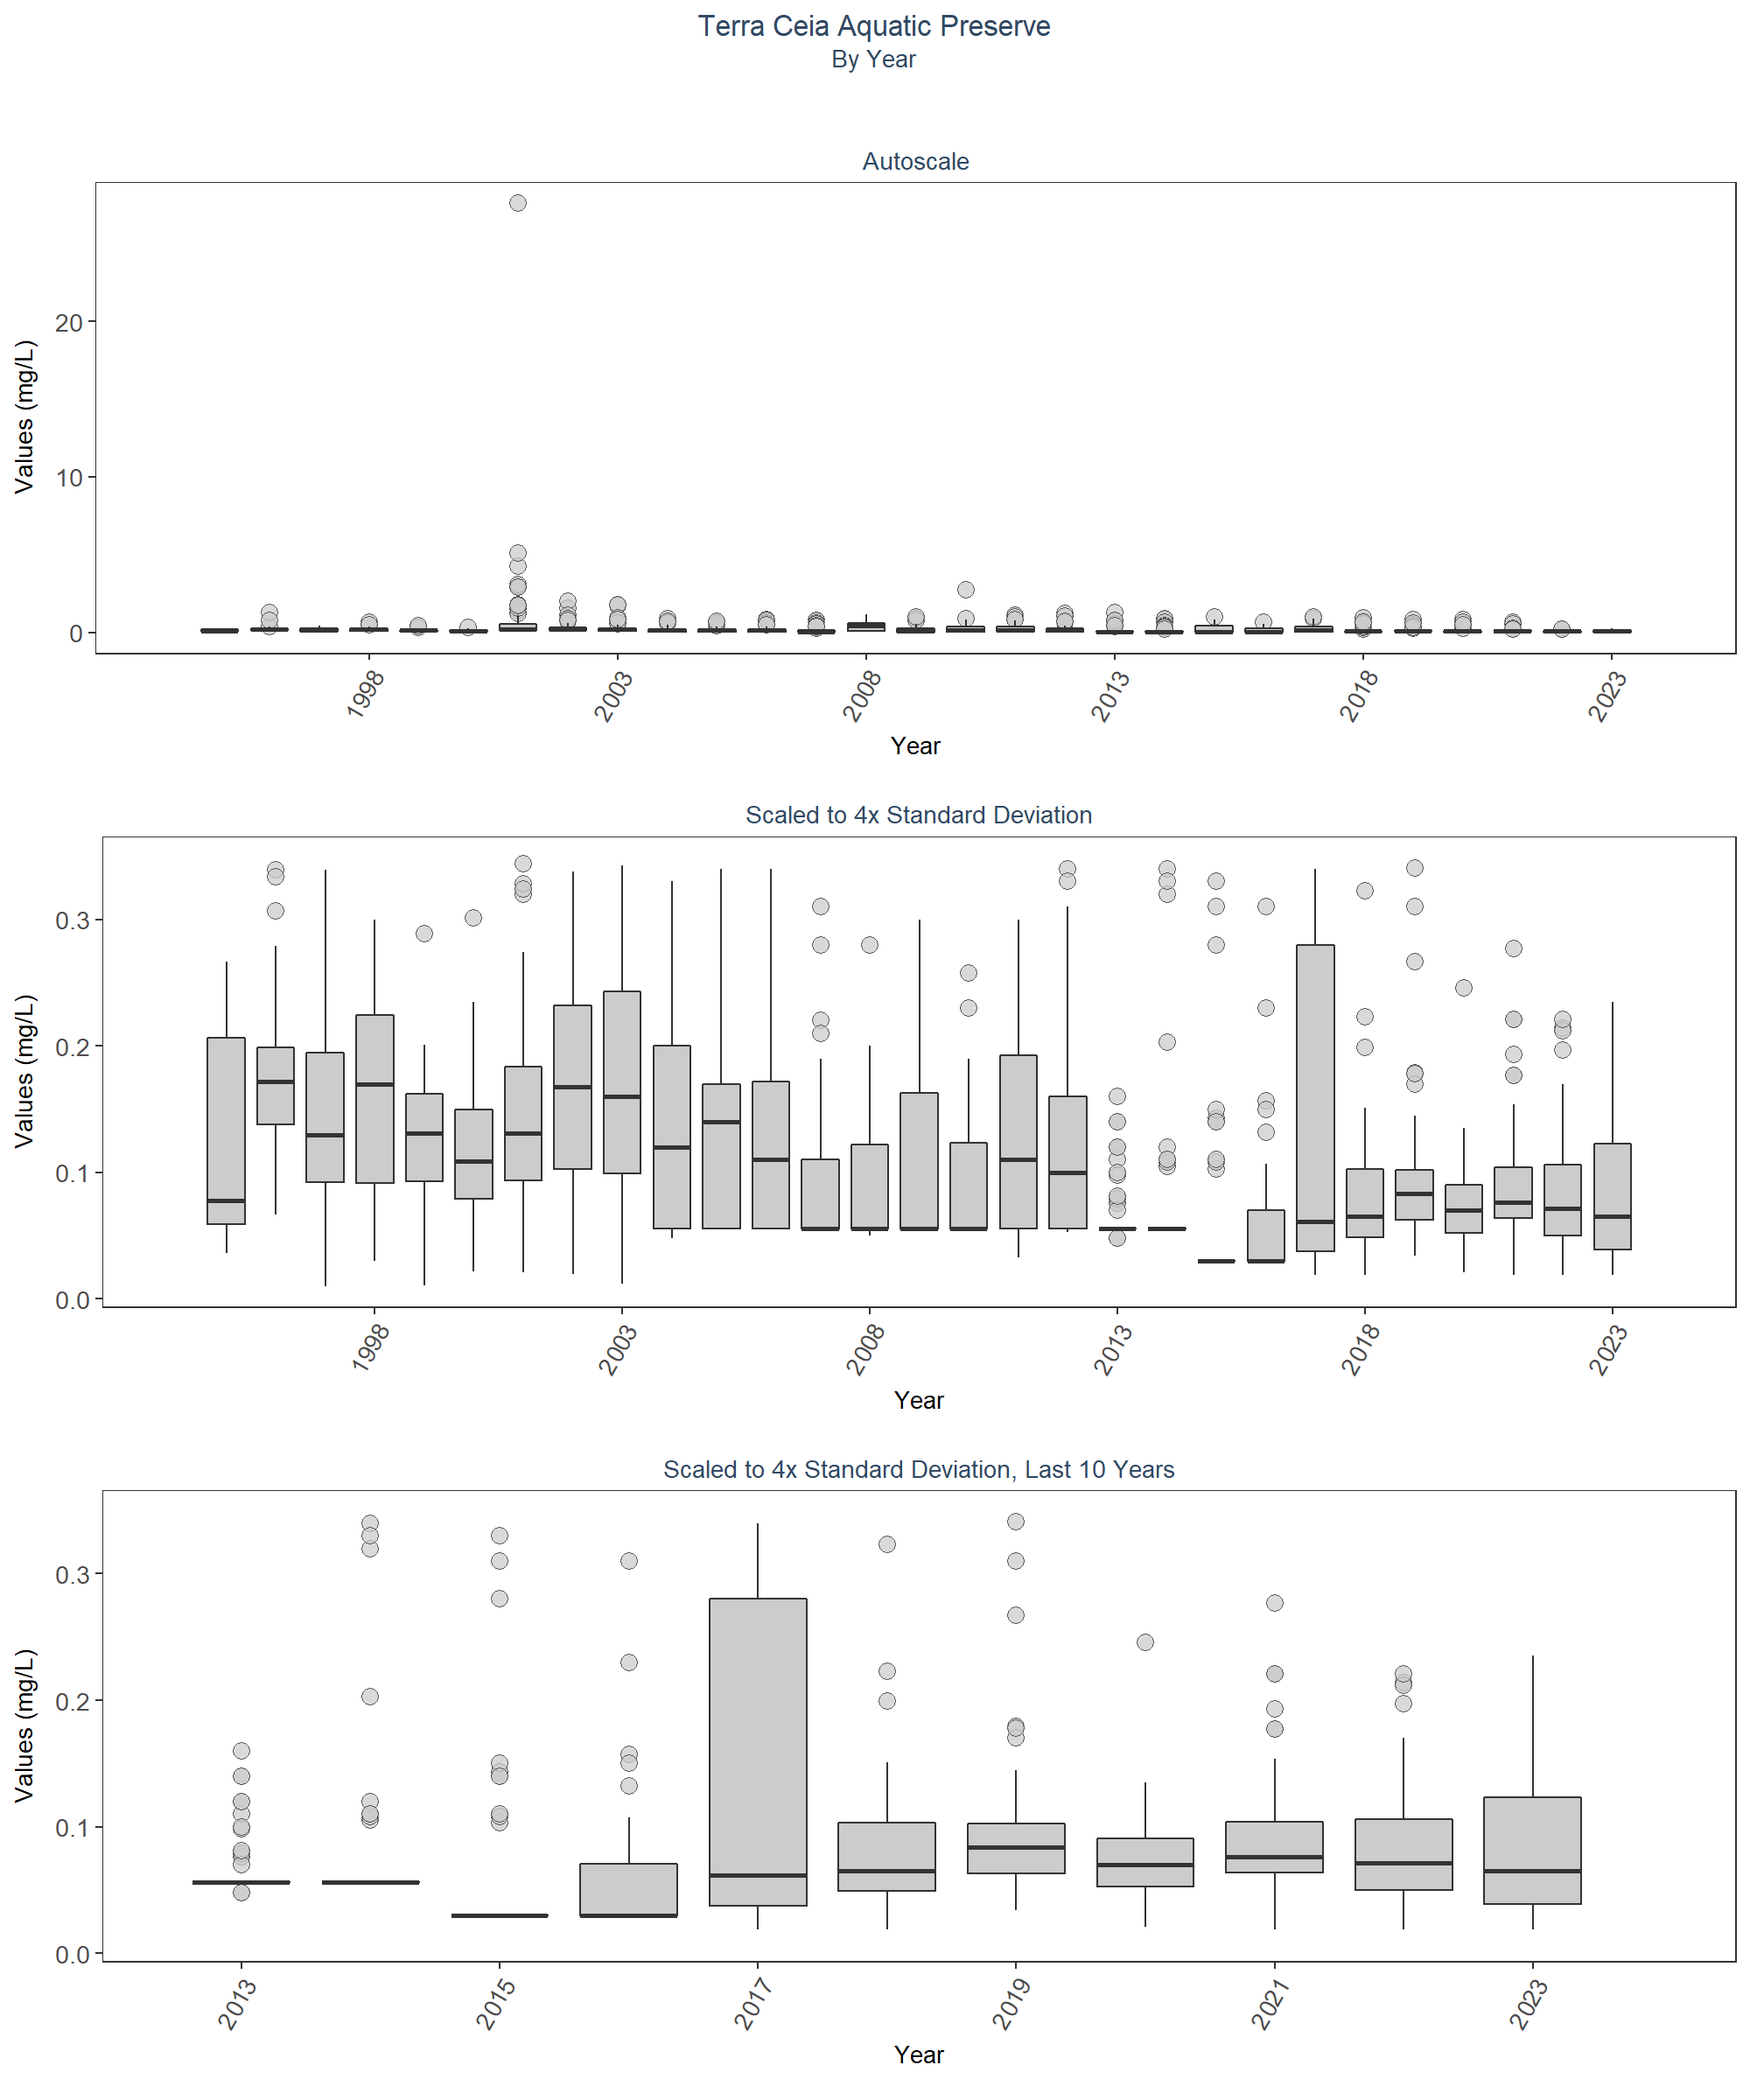 Terra Ceia Aquatic Preserve
By Year
Autoscale
Values (mg/L)
20
10
0
1998 2003 2008 2013 2018 2023
Year
Scaled to 4x Standard Deviation
Values (mg/L)
0.3
0.2
0.1
0.0
1998 2003 2008 2013 2018 2023
Year
Scaled to 4x Standard Deviation, Last 10 Years
Values (mg/L)
0.3
0.2
0.1
0.0
2013 2015 2017 2019 2021 2023
Year